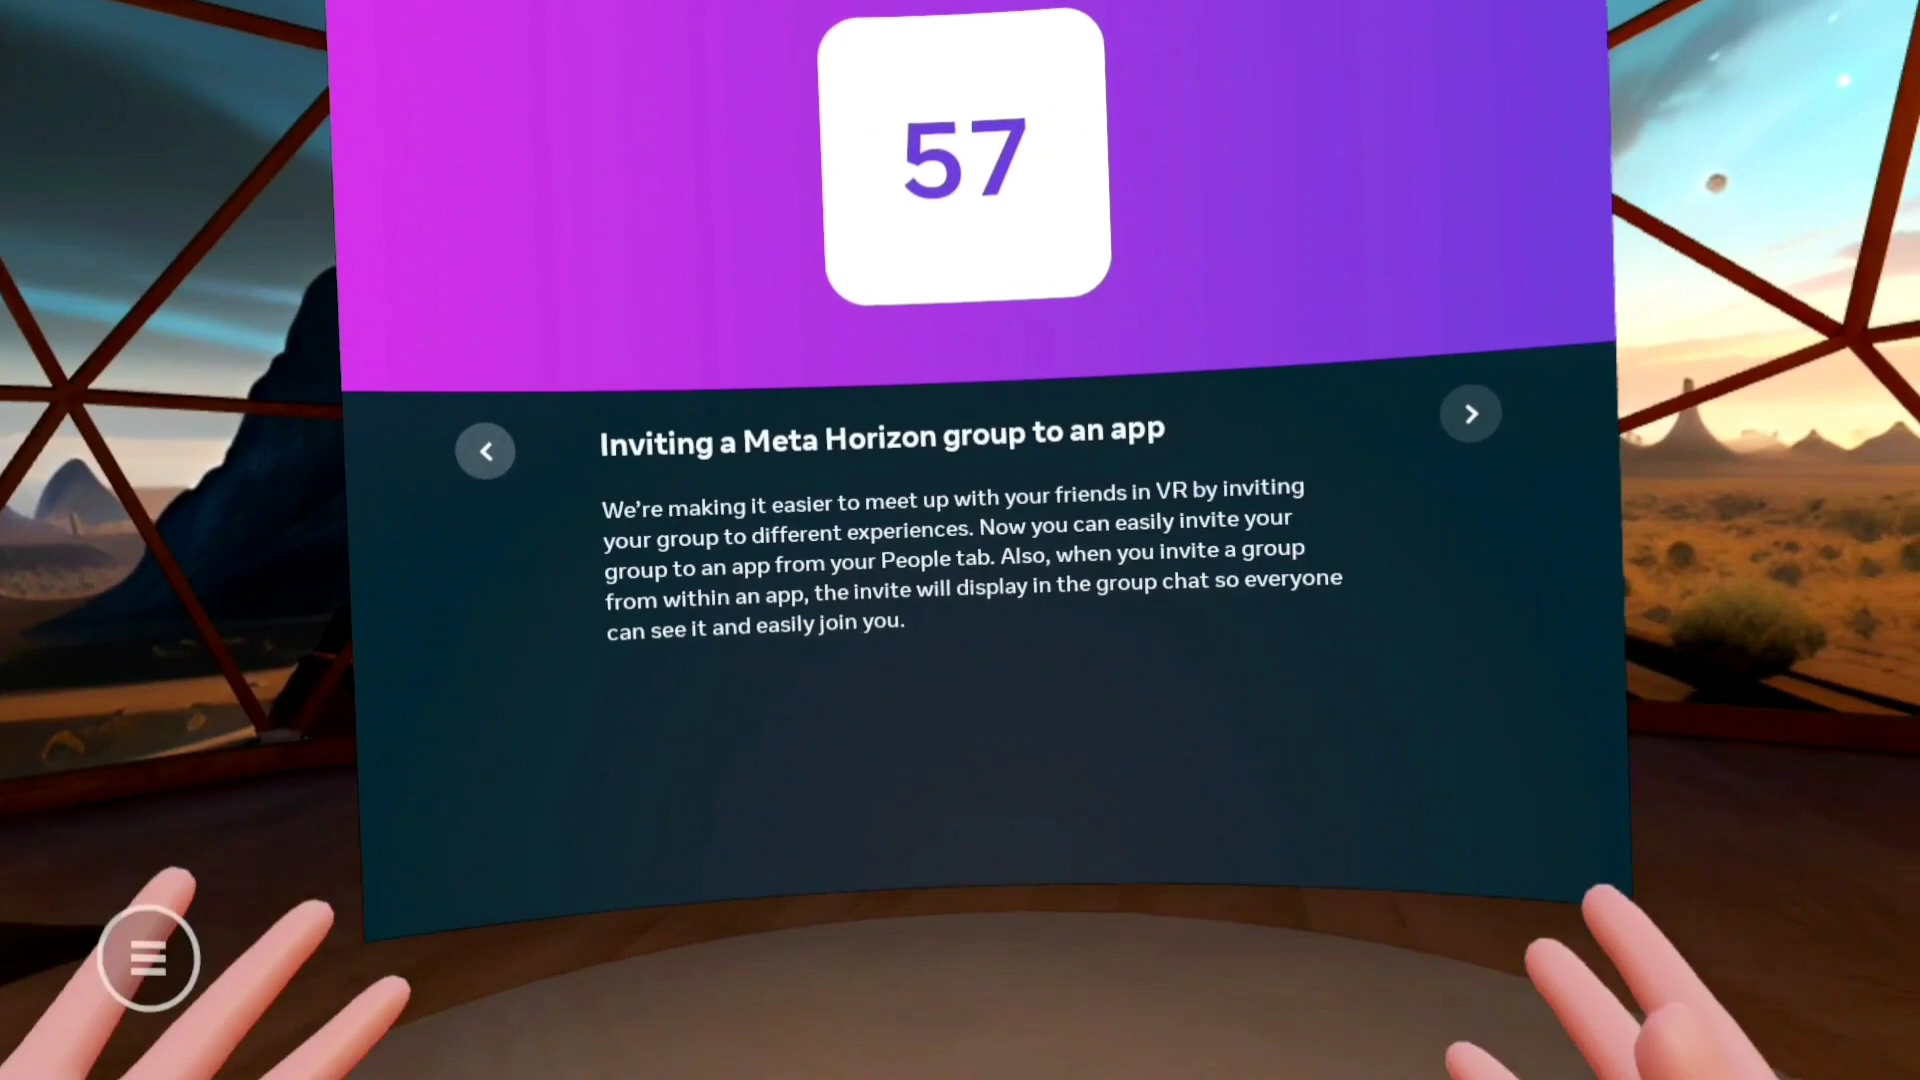 57
Inviting a Meta Horizon group to an app
We’re making it easier to meet up with your friends in VR by inviting
your group to different experiences. Now you can easily invite your
group to an app from your People tab. Also, when you invite a group
from within an app, the invite will display in the group chat so everyone
can see it and easily join you.